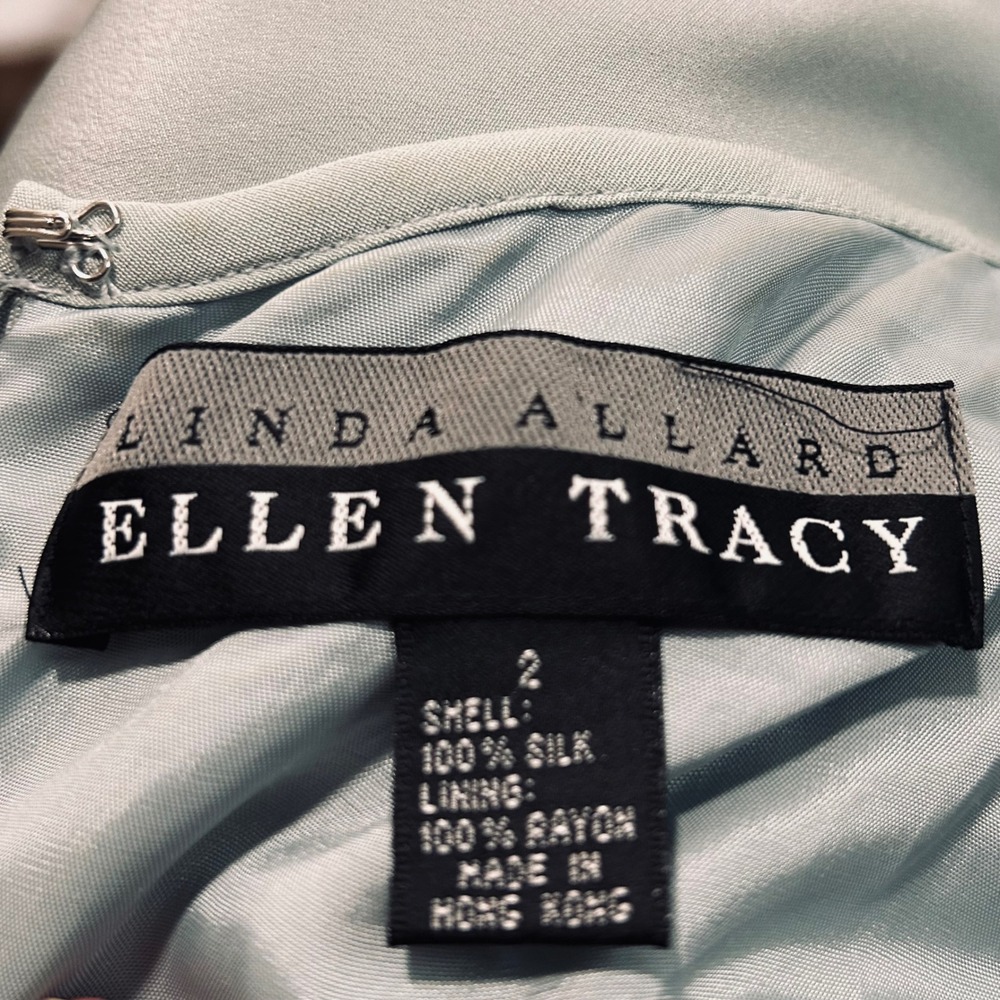 LINDA ALLARD
ELLEN TRACY
2
SHELL:
100% SILK
LINING:
100% RAYON
MADE IN
HONG KONG